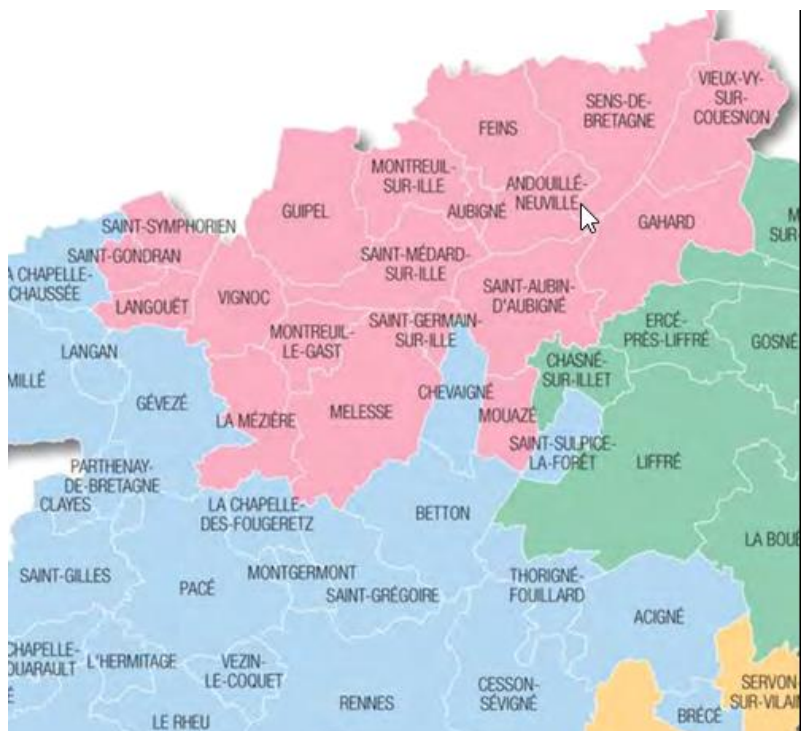 VIEUX-VY-
SUR-
COUESNON
SENS-DE-
BRETAGNE
FEINS
MONTREUIL-
SUR-ILLE
ANDOUILLÉ-
NEUVILLE
AUBIGNÉ
GUIPEL
GAHARD
SAINT-SYMPHORIEN
SAINT-GONDRAN
SAINT-MÉDARD-
SUR-ILLE
SUR
A CHAPELLE-
CHAUSSÉE
LANGOUËT
VIGNOC
SAINT-AUBIN-
D'AUBIGNÉ
SAINT-GERMAIN-
SUR-ILLE
MONTREUIL-
LE-GAST
ERCÉ-
PRÈS-LIFFRÉ
GOSNÉ
LANGAN
MILLÉ
CHASNÉ-
SUR-ILLET
CHEVAIGNÉ
GÉVEZÉ
LA MÉZIÈRE
MELESSE
MOUAZÉ
SAINT-SULPICE-
LA-FORÊT
LIFFRÉ
PARTHENAY-
DE-BRETAGNE
CLAYES
LA CHAPELLE-
DES-FOUGERETZ
BETTON
LA BOUË
SAINT-GILLES
PACÉ
MONTGERMONT
SAINT-GRÉGOIRE
THORIGNÉ-
FOUILLARD
ACIGNÉ
CHAPELLE-
OUARAULT
L'HERMITAGE
VEZIN-
LE-COQUET
CESSON-
SÉVIGNÉ
SERVON
SUR-VILAI
RENNES
BRÉCÉ
LE RHEU